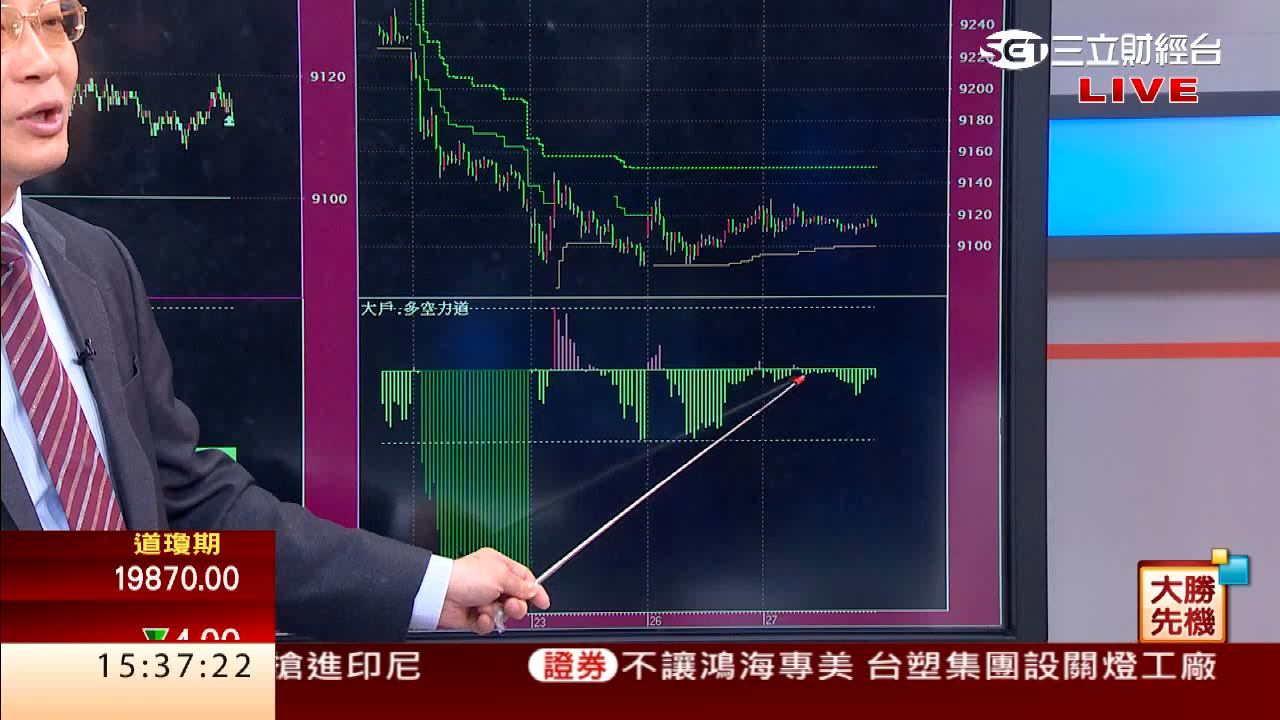 9120
9100
9240
9220
9200
9180
9160
9140
9120
9100
SET三立財經台
LIVE
大戶.多空力道
23
26
27
道瓊期
19870.00
15:37:22
進印尼
證券 不讓鴻海專美 台塑集團設關燈工廠
大勝
先機